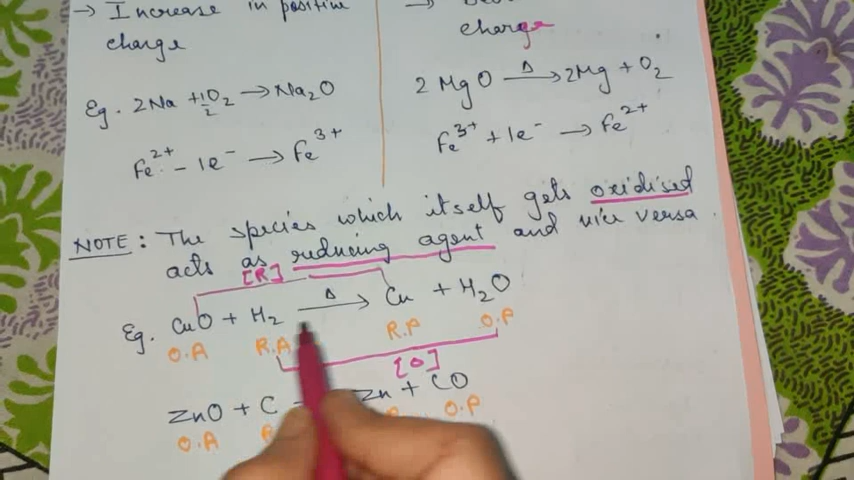 → Increase in positive
charge
Eg. 2Na + 1/2 O₂ → Na₂O
Fe²⁺ - 1e⁻ → Fe³⁺
→
charge
2 MgO —Δ→ 2Mg + O₂
Fe³⁺ + 1e⁻ → Fe²⁺
NOTE : The species which itself gets oxidised
acts as reducing agent and vice versa
[R]
Eg. CuO + H₂ —Δ→ Cu + H₂O
O.A R.A R.P O.P
[O]
ZnO + C → Zn + CO
O.A O.P